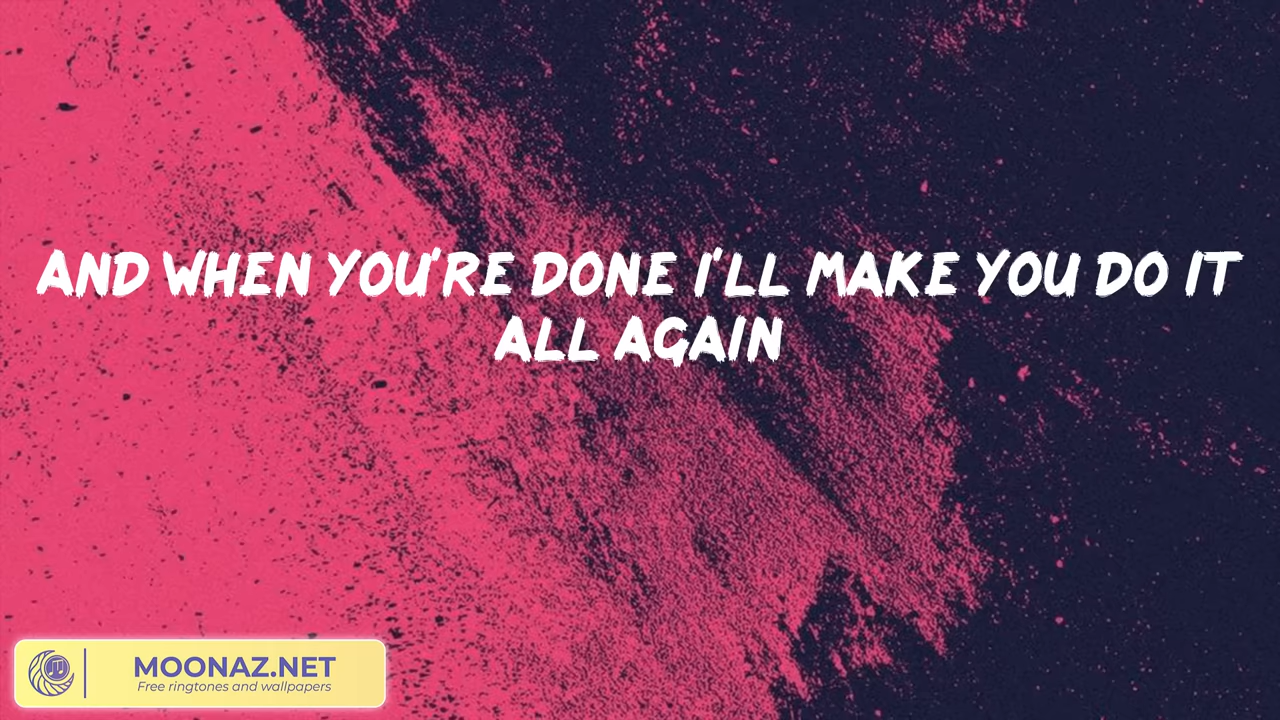 AND WHEN YOU'RE DONE I'LL MAKE YOU DO IT
ALL AGAIN
MOONAZ.NET
Free ringtones and wallpapers